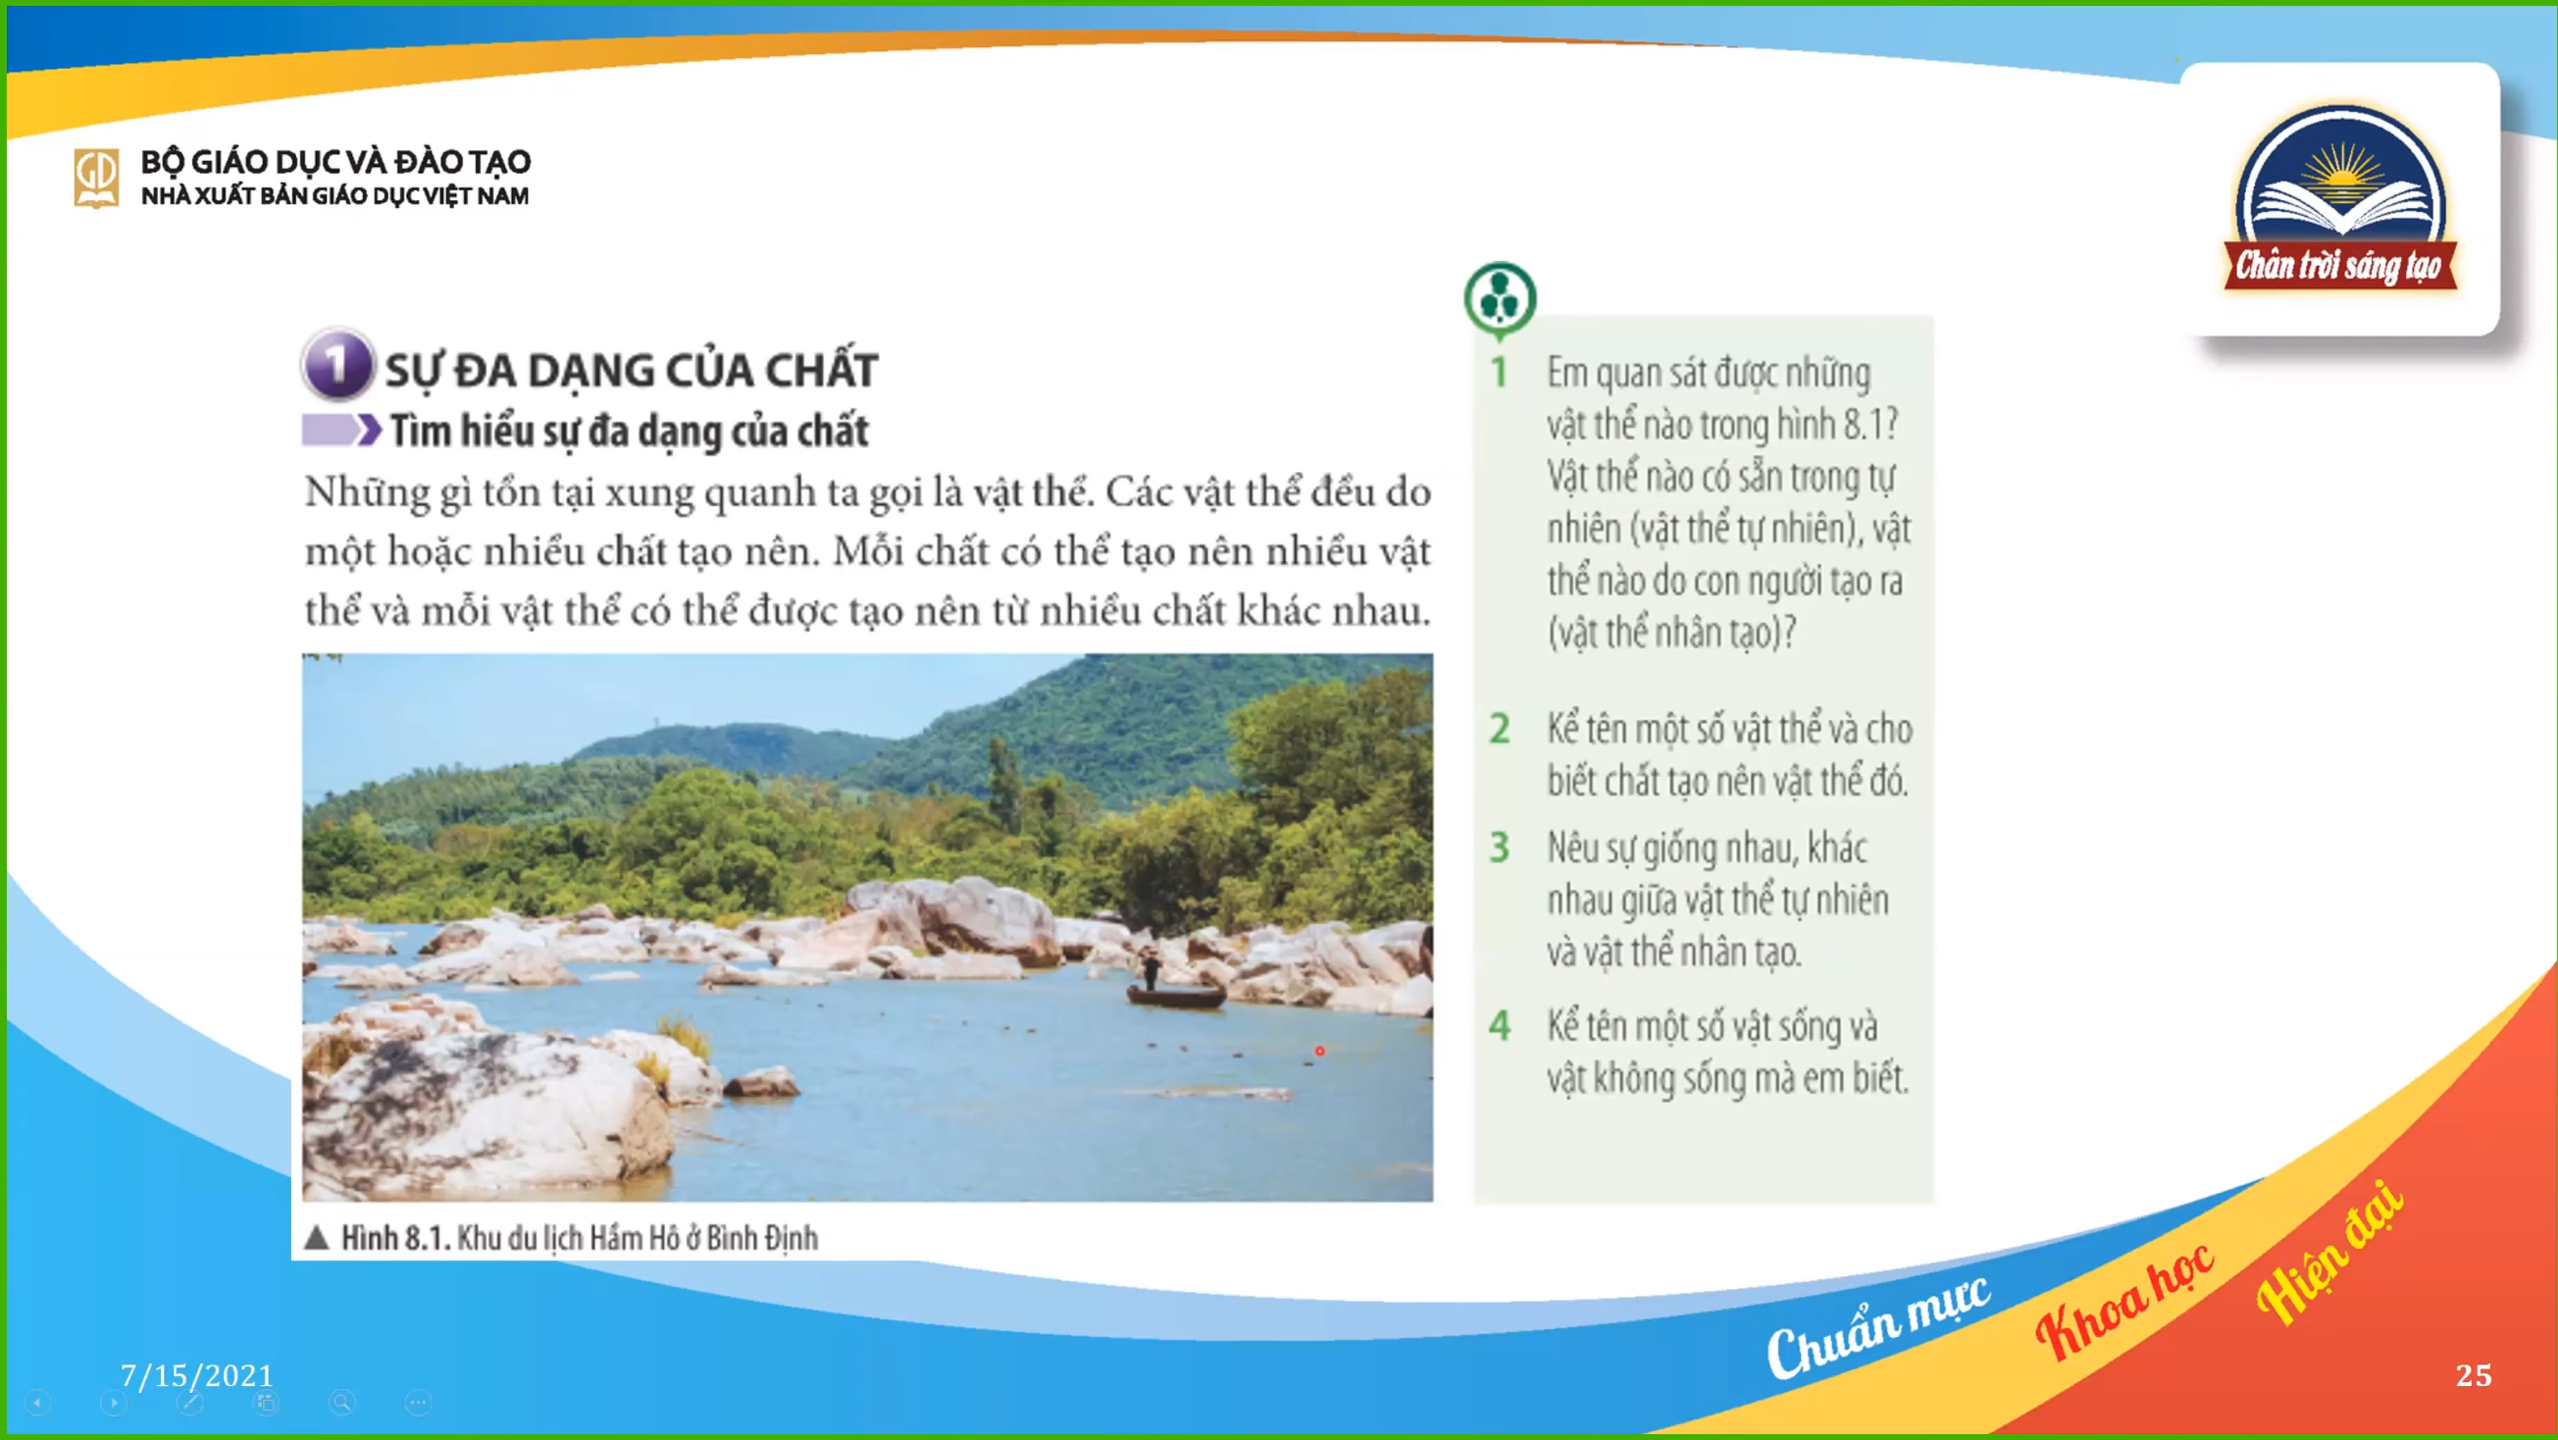 BỘ GIÁO DỤC VÀ ĐÀO TẠO
NHÀ XUẤT BẢN GIÁO DỤC VIỆT NAM
Chân trời sáng tạo
1 SỰ ĐA DẠNG CỦA CHẤT
Tìm hiểu sự đa dạng của chất
Những gì tồn tại xung quanh ta gọi là vật thể. Các vật thể đều do
một hoặc nhiều chất tạo nên. Mỗi chất có thể tạo nên nhiều vật
thể và mỗi vật thể có thể được tạo nên từ nhiều chất khác nhau.
▲ Hình 8.1. Khu du lịch Hầm Hô ở Bình Định
1 Em quan sát được những
vật thể nào trong hình 8.1?
Vật thể nào có sẵn trong tự
nhiên (vật thể tự nhiên), vật
thể nào do con người tạo ra
(vật thể nhân tạo)?
2 Kể tên một số vật thể và cho
biết chất tạo nên vật thể đó.
3 Nêu sự giống nhau, khác
nhau giữa vật thể tự nhiên
và vật thể nhân tạo.
4 Kể tên một số vật sống và
vật không sống mà em biết.
Chuẩn mực
Khoa học
Hiện đại
7/15/2021
25